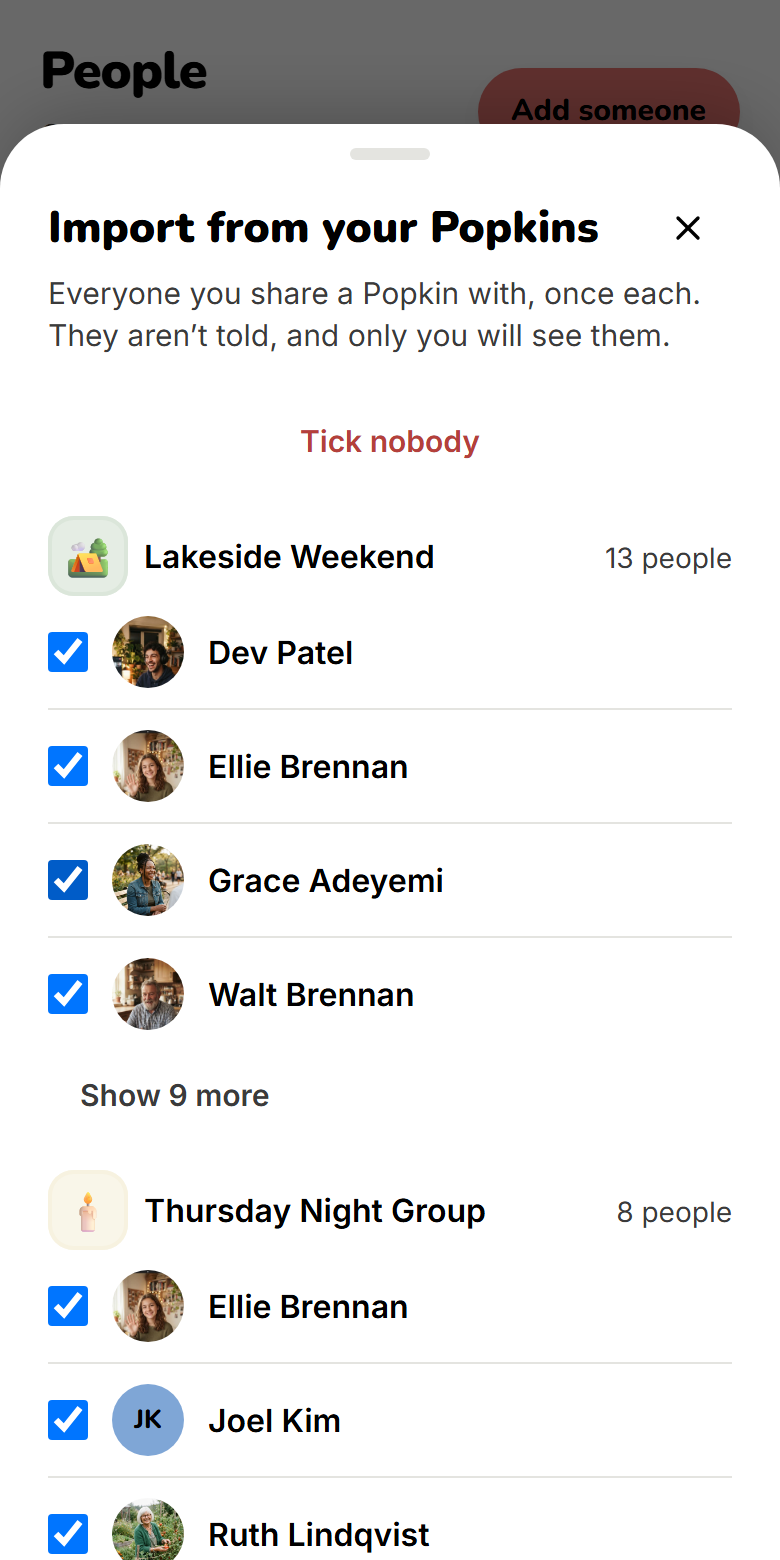 People
Add someone
Import from your Popkins
Everyone you share a Popkin with, once each.
They aren’t told, and only you will see them.
Tick nobody
Lakeside Weekend
13 people
Dev Patel
Ellie Brennan
Grace Adeyemi
Walt Brennan
Show 9 more
Thursday Night Group
8 people
Ellie Brennan
JK
Joel Kim
Ruth Lindqvist